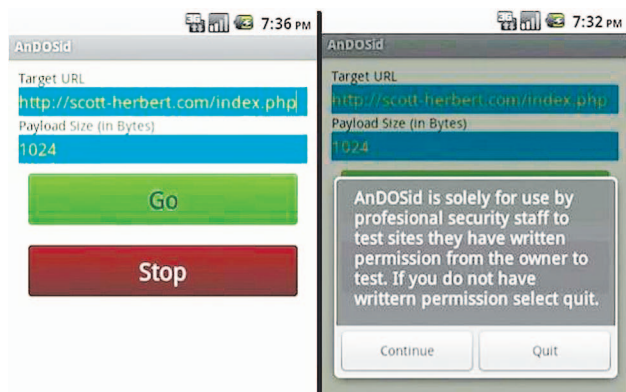 7:36 PM
AnDOSid
Target URL
http://scott-herbert.com/index.php
Payload Size (in Bytes)
1024
Go
Stop
7:32 PM
AnDOSid
Target URL
http://scott-herbert.com/index.php
Payload Size (in Bytes)
1024
AnDOSid is solely for use by
profesional security staff to
test sites they have written
permission from the owner to
test. If you do not have
writtern permission select quit.
Continue
Quit